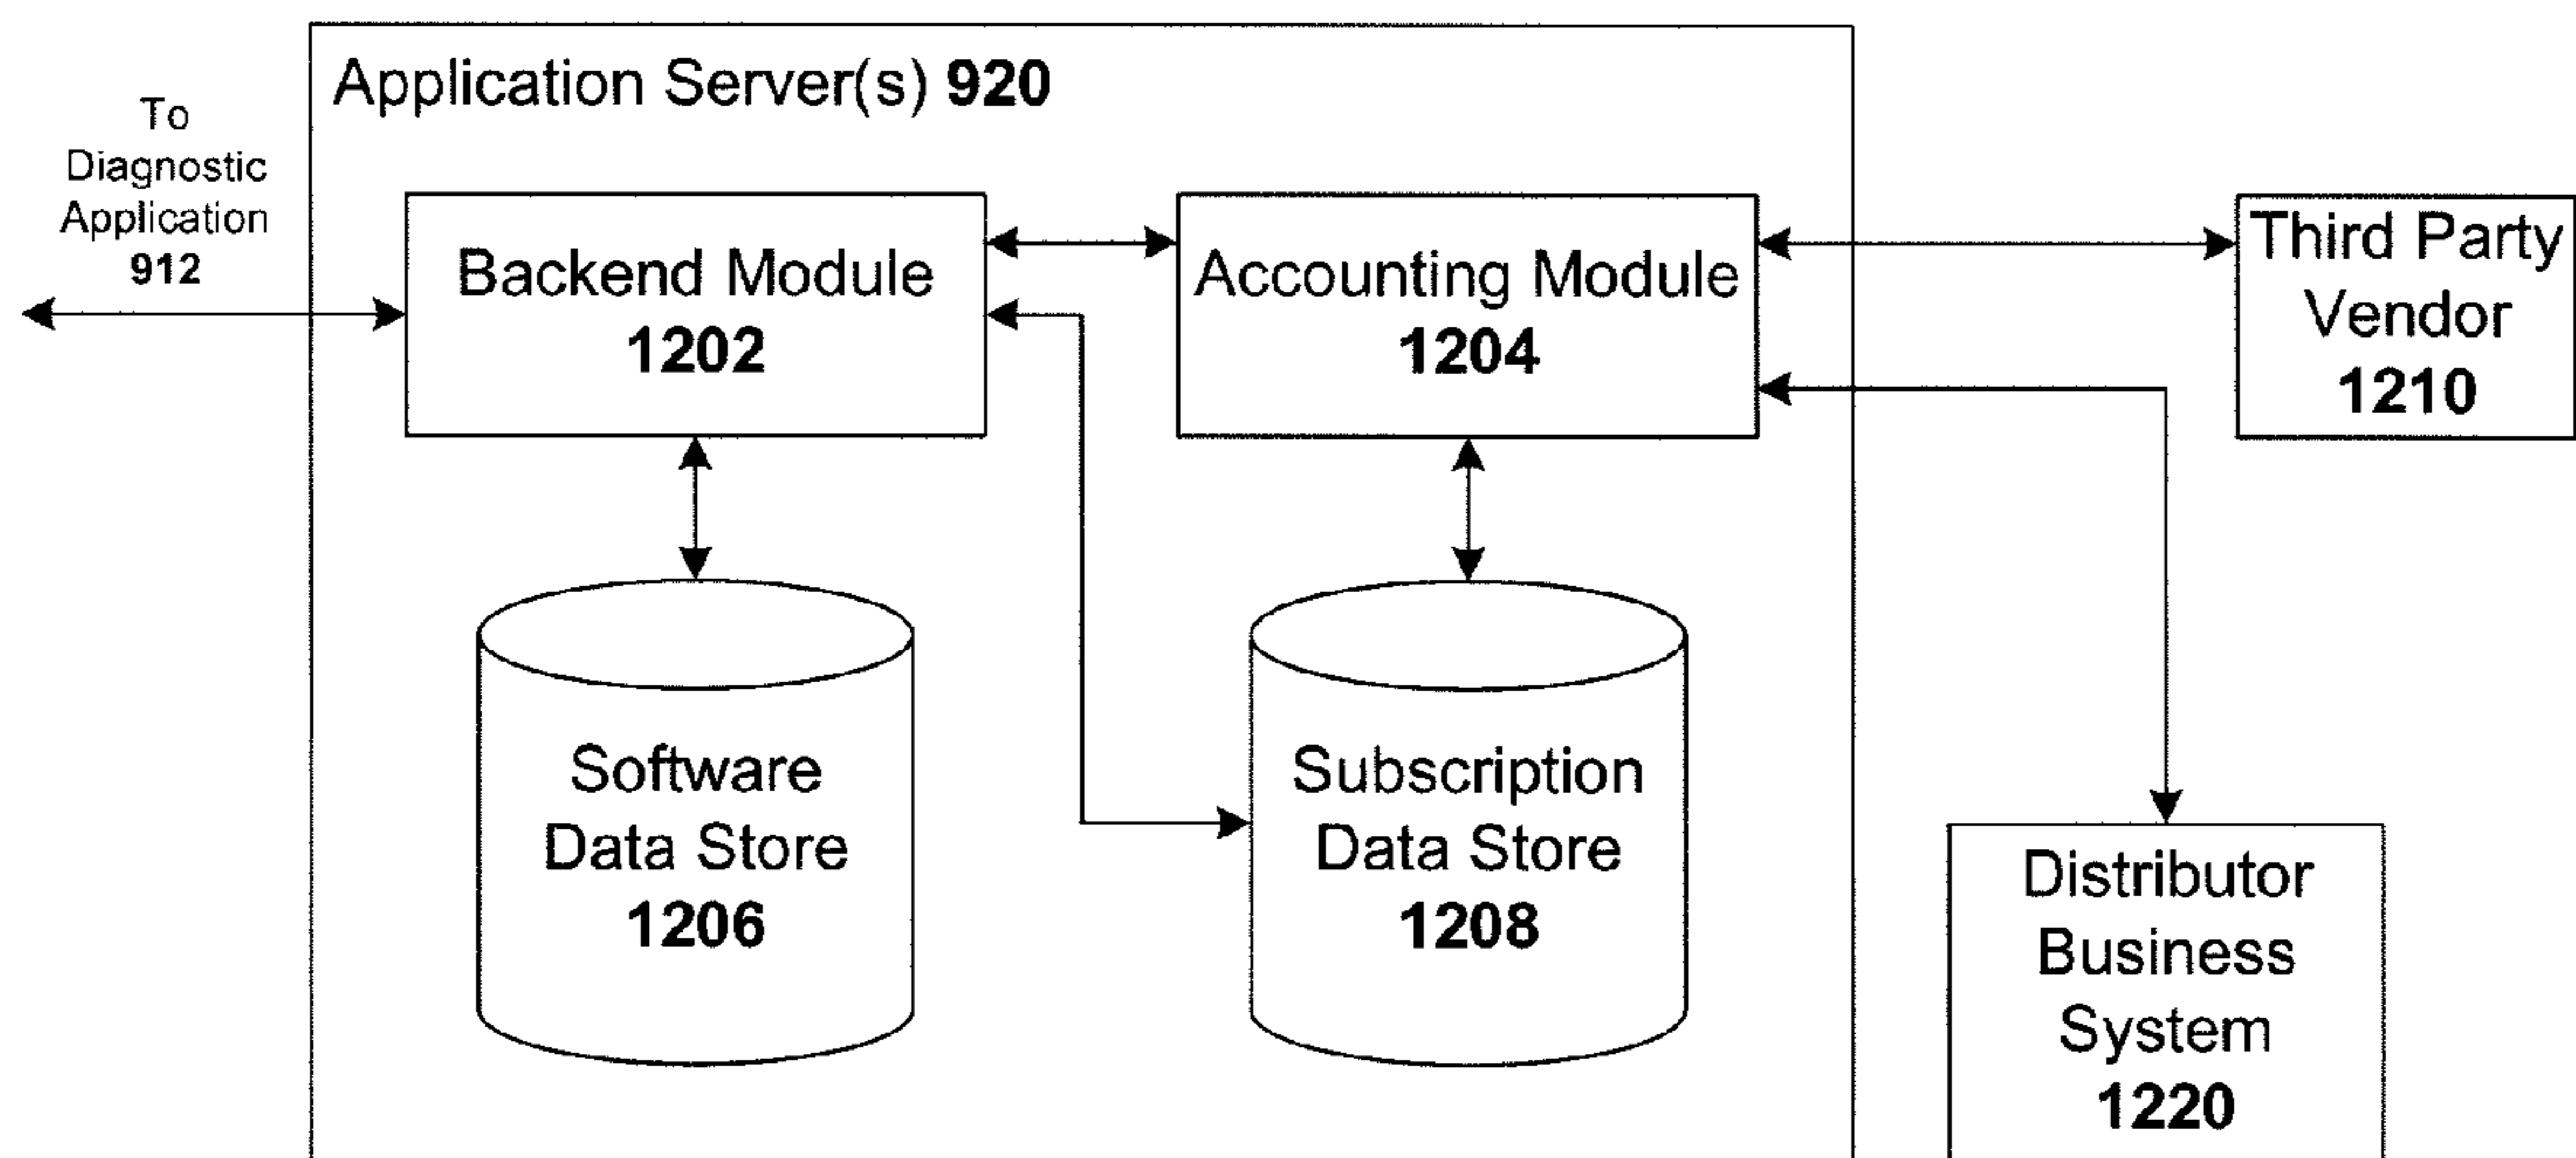 Application Server(s) 920
To
Diagnostic
Application
912
Backend Module
1202
Accounting Module
1204
Third Party
Vendor
1210
Software
Data Store
1206
Subscription
Data Store
1208
Distributor
Business
System
1220